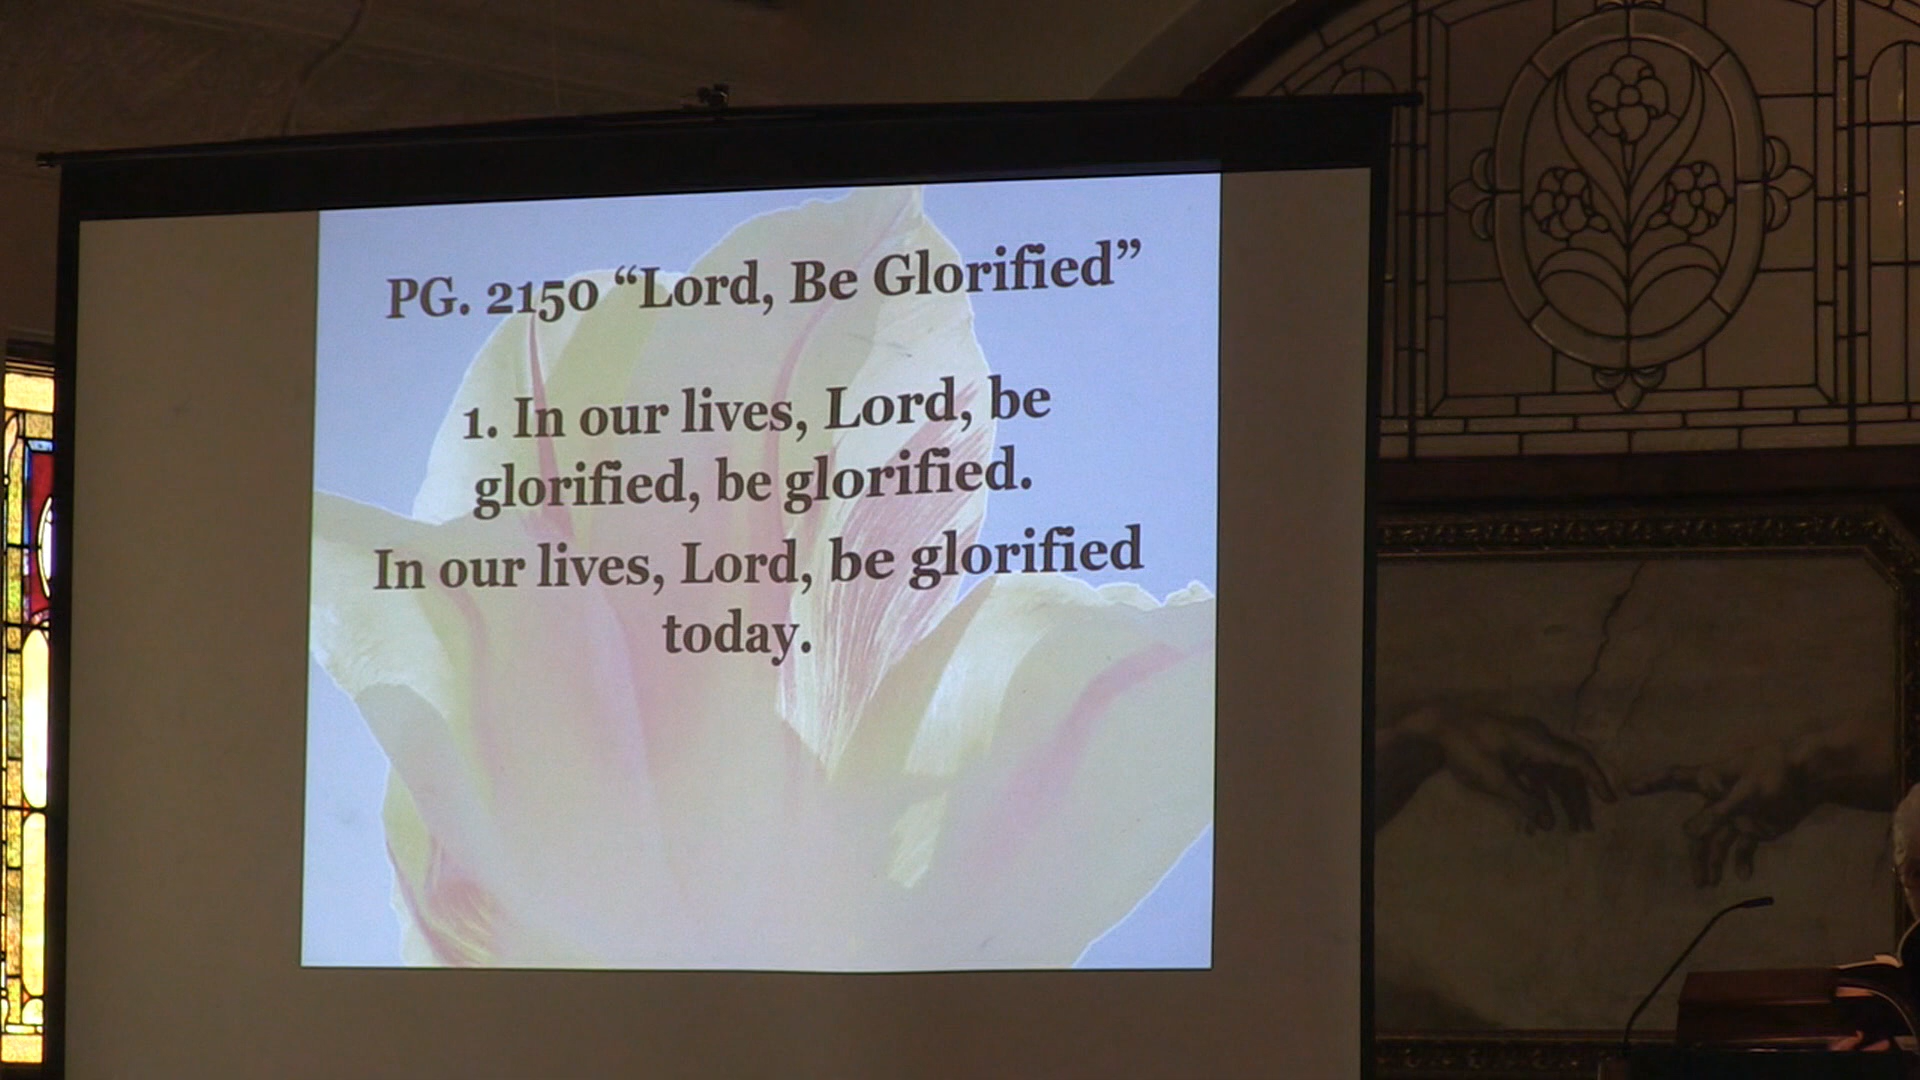 PG. 2150 “Lord, Be Glorified”
1. In our lives, Lord, be
glorified, be glorified.
In our lives, Lord, be glorified
today.